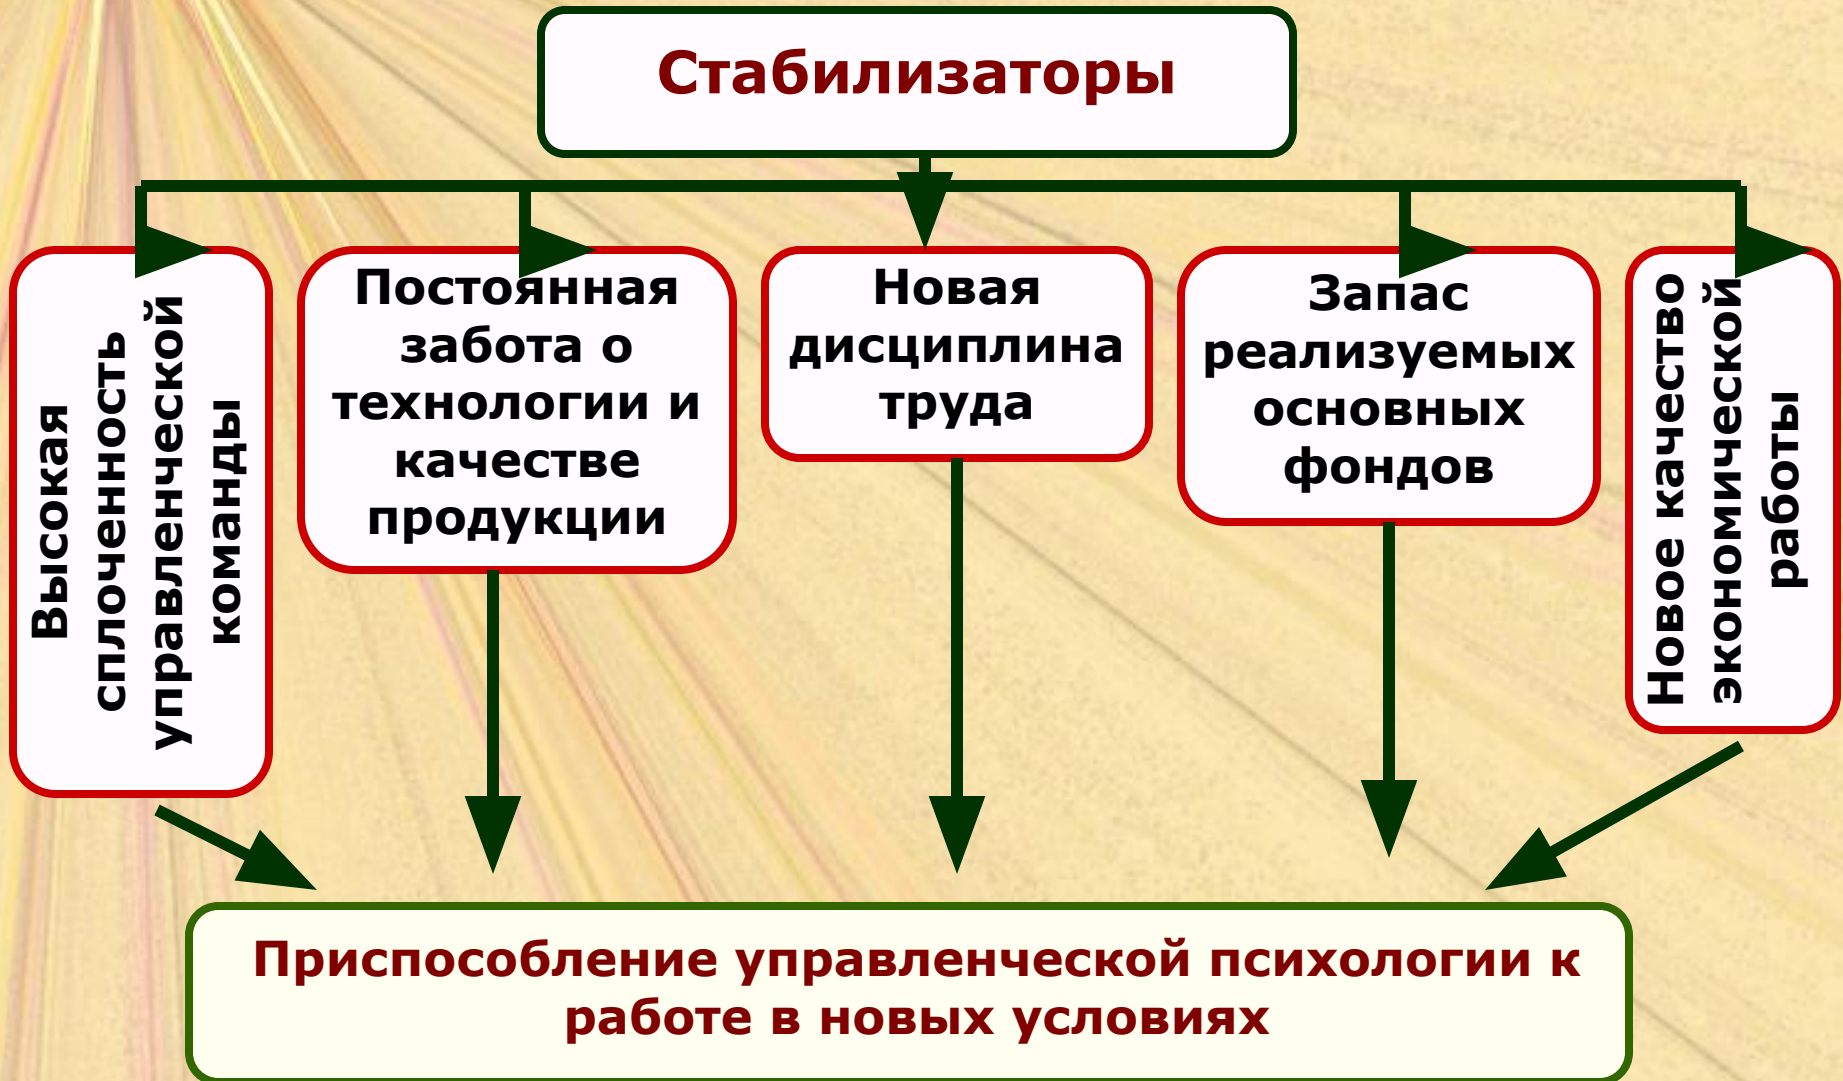 Стабилизаторы
Высокая
сплоченность
управленческой
команды
Постоянная
забота о
технологии и
качестве
продукции
Новая
дисциплина
труда
Запас
реализуемых
основных
фондов
Новое качество
экономической
работы
Приспособление управленческой психологии к
работе в новых условиях